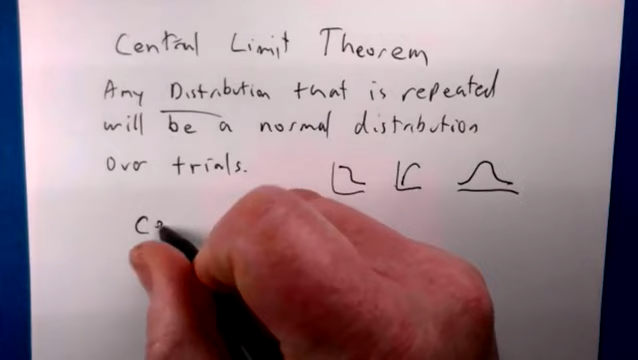 Central Limit Theorem
Any Distribution that is repeated
will be a normal distribution
Over trials.